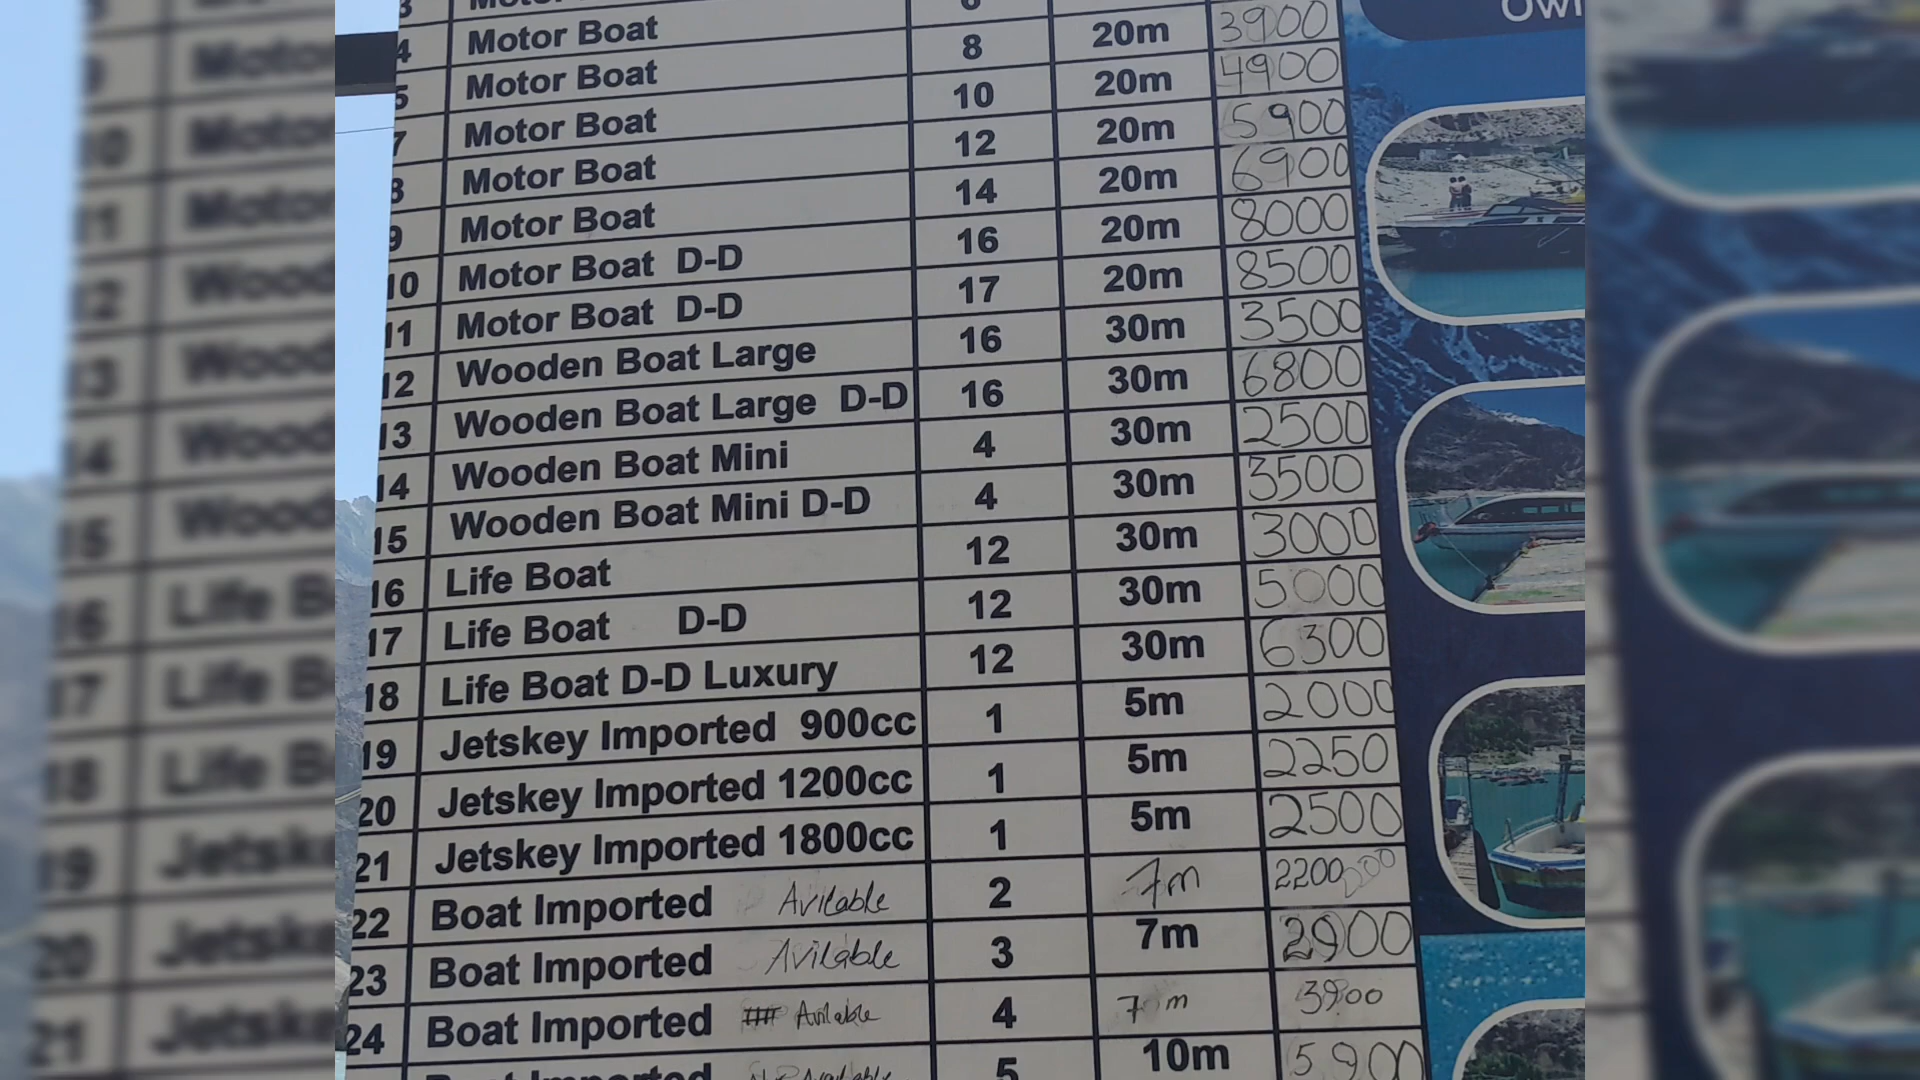 4 Motor Boat
5 Motor Boat 8 20m 3900
7 Motor Boat 10 20m 4900
8 Motor Boat 12 20m 5900
9 Motor Boat 14 20m 6900
10 Motor Boat D-D 16 20m 8000
11 Motor Boat D-D 17 20m 8500
12 Wooden Boat Large 16 30m 3500
13 Wooden Boat Large D-D 16 30m 6800
14 Wooden Boat Mini 4 30m 2500
15 Wooden Boat Mini D-D 4 30m 3500
16 Life Boat 12 30m 3000
17 Life Boat D-D 12 30m 5000
18 Life Boat D-D Luxury 12 30m 6300
19 Jetskey Imported 900cc 1 5m 2000
20 Jetskey Imported 1200cc 1 5m 2250
21 Jetskey Imported 1800cc 1 5m 2500
22 Boat Imported Avilable 2 7m 2200
23 Boat Imported Avilable 3 7m 2900
24 Boat Imported Avilable 4 7m 3900
Boat Imported 5 10m 5900